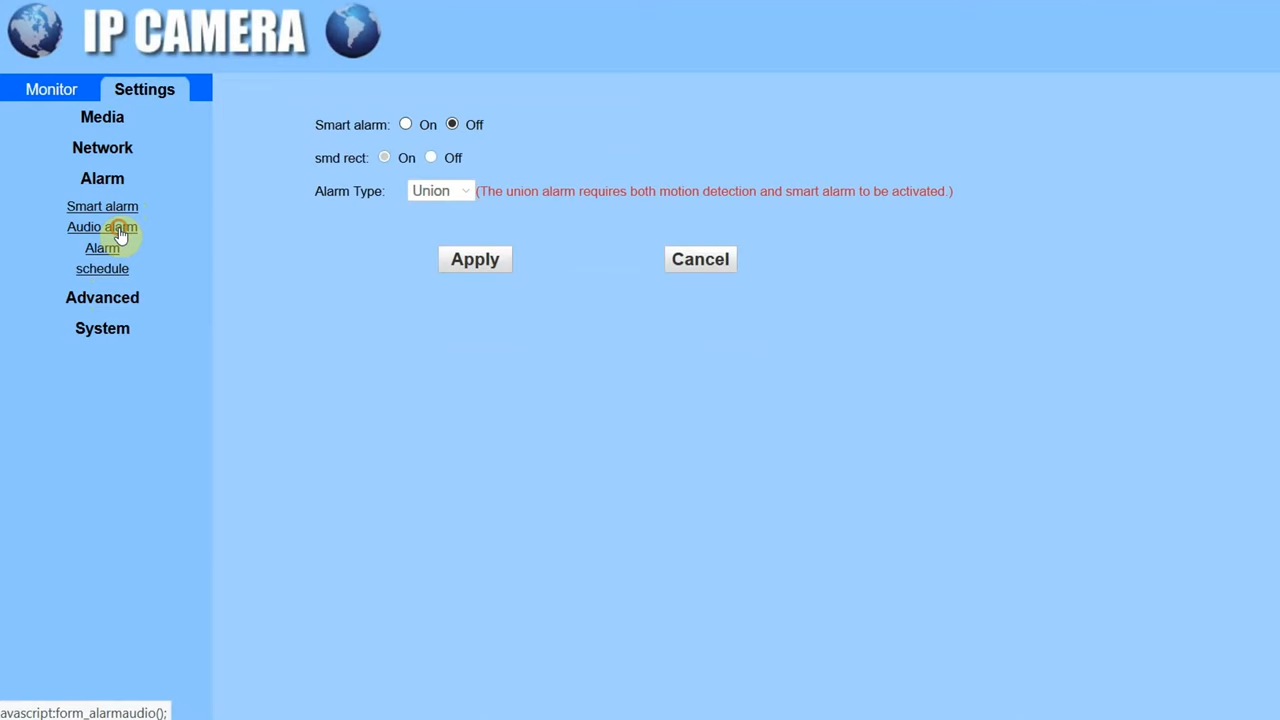 IP CAMERA
Monitor Settings
Media
Network
Alarm
Smart alarm
Audio alarm
Alarm
schedule
Advanced
System
Smart alarm: On Off
smd rect: On Off
Alarm Type: Union (The union alarm requires both motion detection and smart alarm to be activated.)
Apply Cancel
avascript:form_alarmaudio();